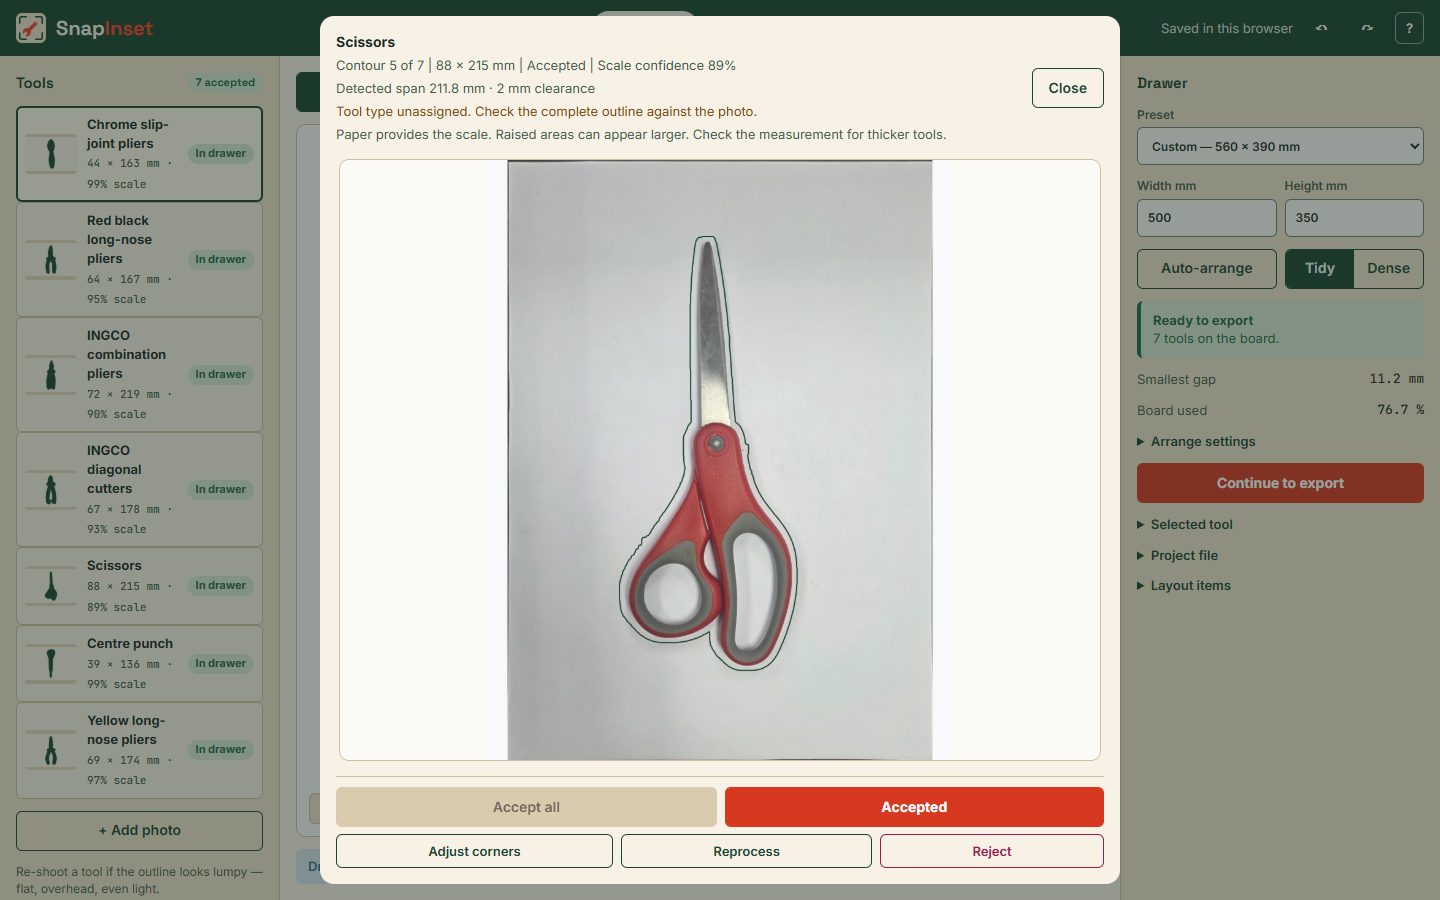 SnapInset
Saved in this browser
?
Tools
7 accepted
Chrome slip-
joint pliers
44 × 163 mm ·
99% scale
In drawer
Red black
long-nose
pliers
64 × 167 mm ·
95% scale
In drawer
INGCO
combination
pliers
72 × 219 mm ·
90% scale
In drawer
INGCO
diagonal
cutters
67 × 178 mm ·
93% scale
In drawer
Scissors
88 × 215 mm ·
89% scale
In drawer
Centre punch
39 × 136 mm ·
99% scale
In drawer
Yellow long-
nose pliers
69 × 174 mm ·
97% scale
In drawer
+ Add photo
Re-shoot a tool if the outline looks lumpy —
flat, overhead, even light.
Scissors
Contour 5 of 7 | 88 × 215 mm | Accepted | Scale confidence 89%
Detected span 211.8 mm · 2 mm clearance
Tool type unassigned. Check the complete outline against the photo.
Paper provides the scale. Raised areas can appear larger. Check the measurement for thicker tools.
Close
Accept all
Accepted
Adjust corners
Reprocess
Reject
Drawer
Preset
Custom — 560 × 390 mm
Width mm
Height mm
500
350
Auto-arrange
Tidy
Dense
Ready to export
7 tools on the board.
Smallest gap
11.2 mm
Board used
76.7 %
Arrange settings
Continue to export
Selected tool
Project file
Layout items